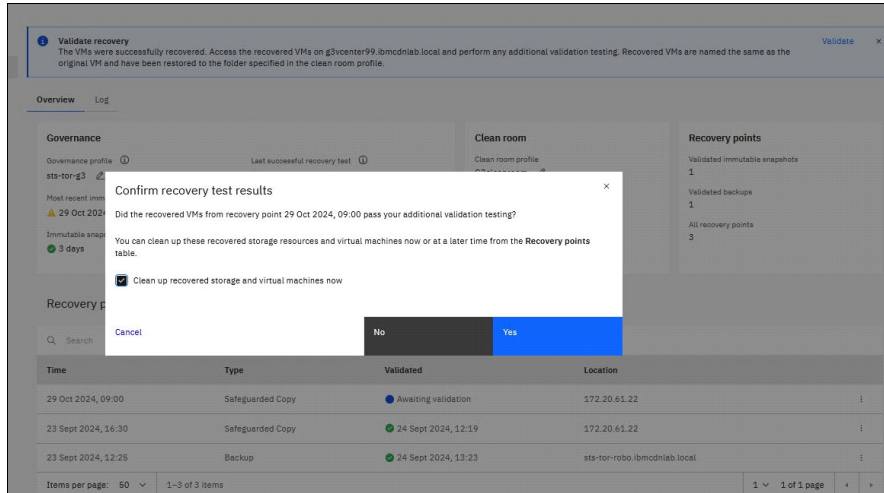 Validate recovery
Validate
The VMs were successfully recovered. Access the recovered VMs on g3vcenter99.ibmcdnlab.local and perform any additional validation testing. Recovered VMs are named the same as the
original VM and have been restored to the folder specified in the clean room profile.
Overview Log
Governance
Clean room
Recovery points
Governance profile
Last successful recovery test
Clean room profile
Validated immutable snapshots
sts-tor-g3
1
Most recent imm
Validated backups
29 Oct 2024
1
Immutable snaps
All recovery points
3 days
3
Confirm recovery test results
Did the recovered VMs from recovery point 29 Oct 2024, 09:00 pass your additional validation testing?
You can clean up these recovered storage resources and virtual machines now or at a later time from the Recovery points
table.
Clean up recovered storage and virtual machines now
Cancel
No
Yes
Recovery p
Search
Time Type Validated Location
29 Oct 2024, 09:00 Safeguarded Copy Awaiting validation 172.20.61.22
23 Sept 2024, 16:30 Safeguarded Copy 24 Sept 2024, 12:19 172.20.61.22
23 Sept 2024, 12:25 Backup 24 Sept 2024, 13:23 sts-tor-robo.ibmcdnlab.local
Items per page: 50 1–3 of 3 items 1 1 of 1 page